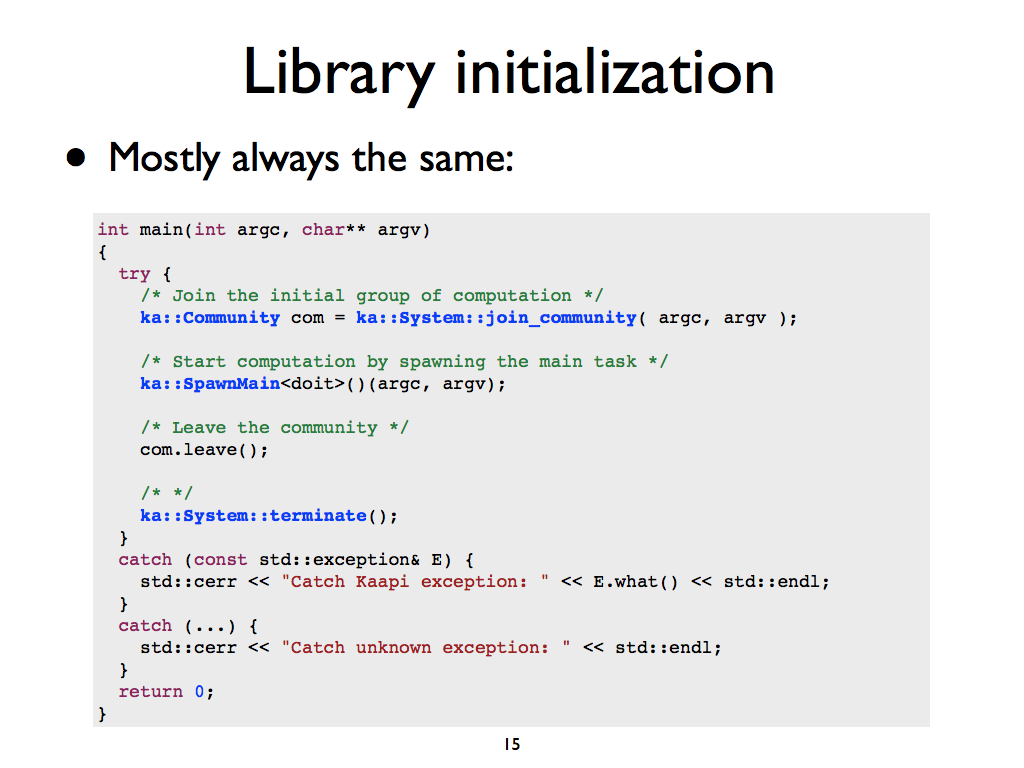 Library initialization
• Mostly always the same:
int main(int argc, char** argv)
{
  try {
    /* Join the initial group of computation */
    ka::Community com = ka::System::join_community( argc, argv );

    /* Start computation by spawning the main task */
    ka::SpawnMain<doit>()(argc, argv);

    /* Leave the community */
    com.leave();

    /* */
    ka::System::terminate();
  }
  catch (const std::exception& E) {
    std::cerr << "Catch Kaapi exception: " << E.what() << std::endl;
  }
  catch (...) {
    std::cerr << "Catch unknown exception: " << std::endl;
  }
  return 0;
}
15